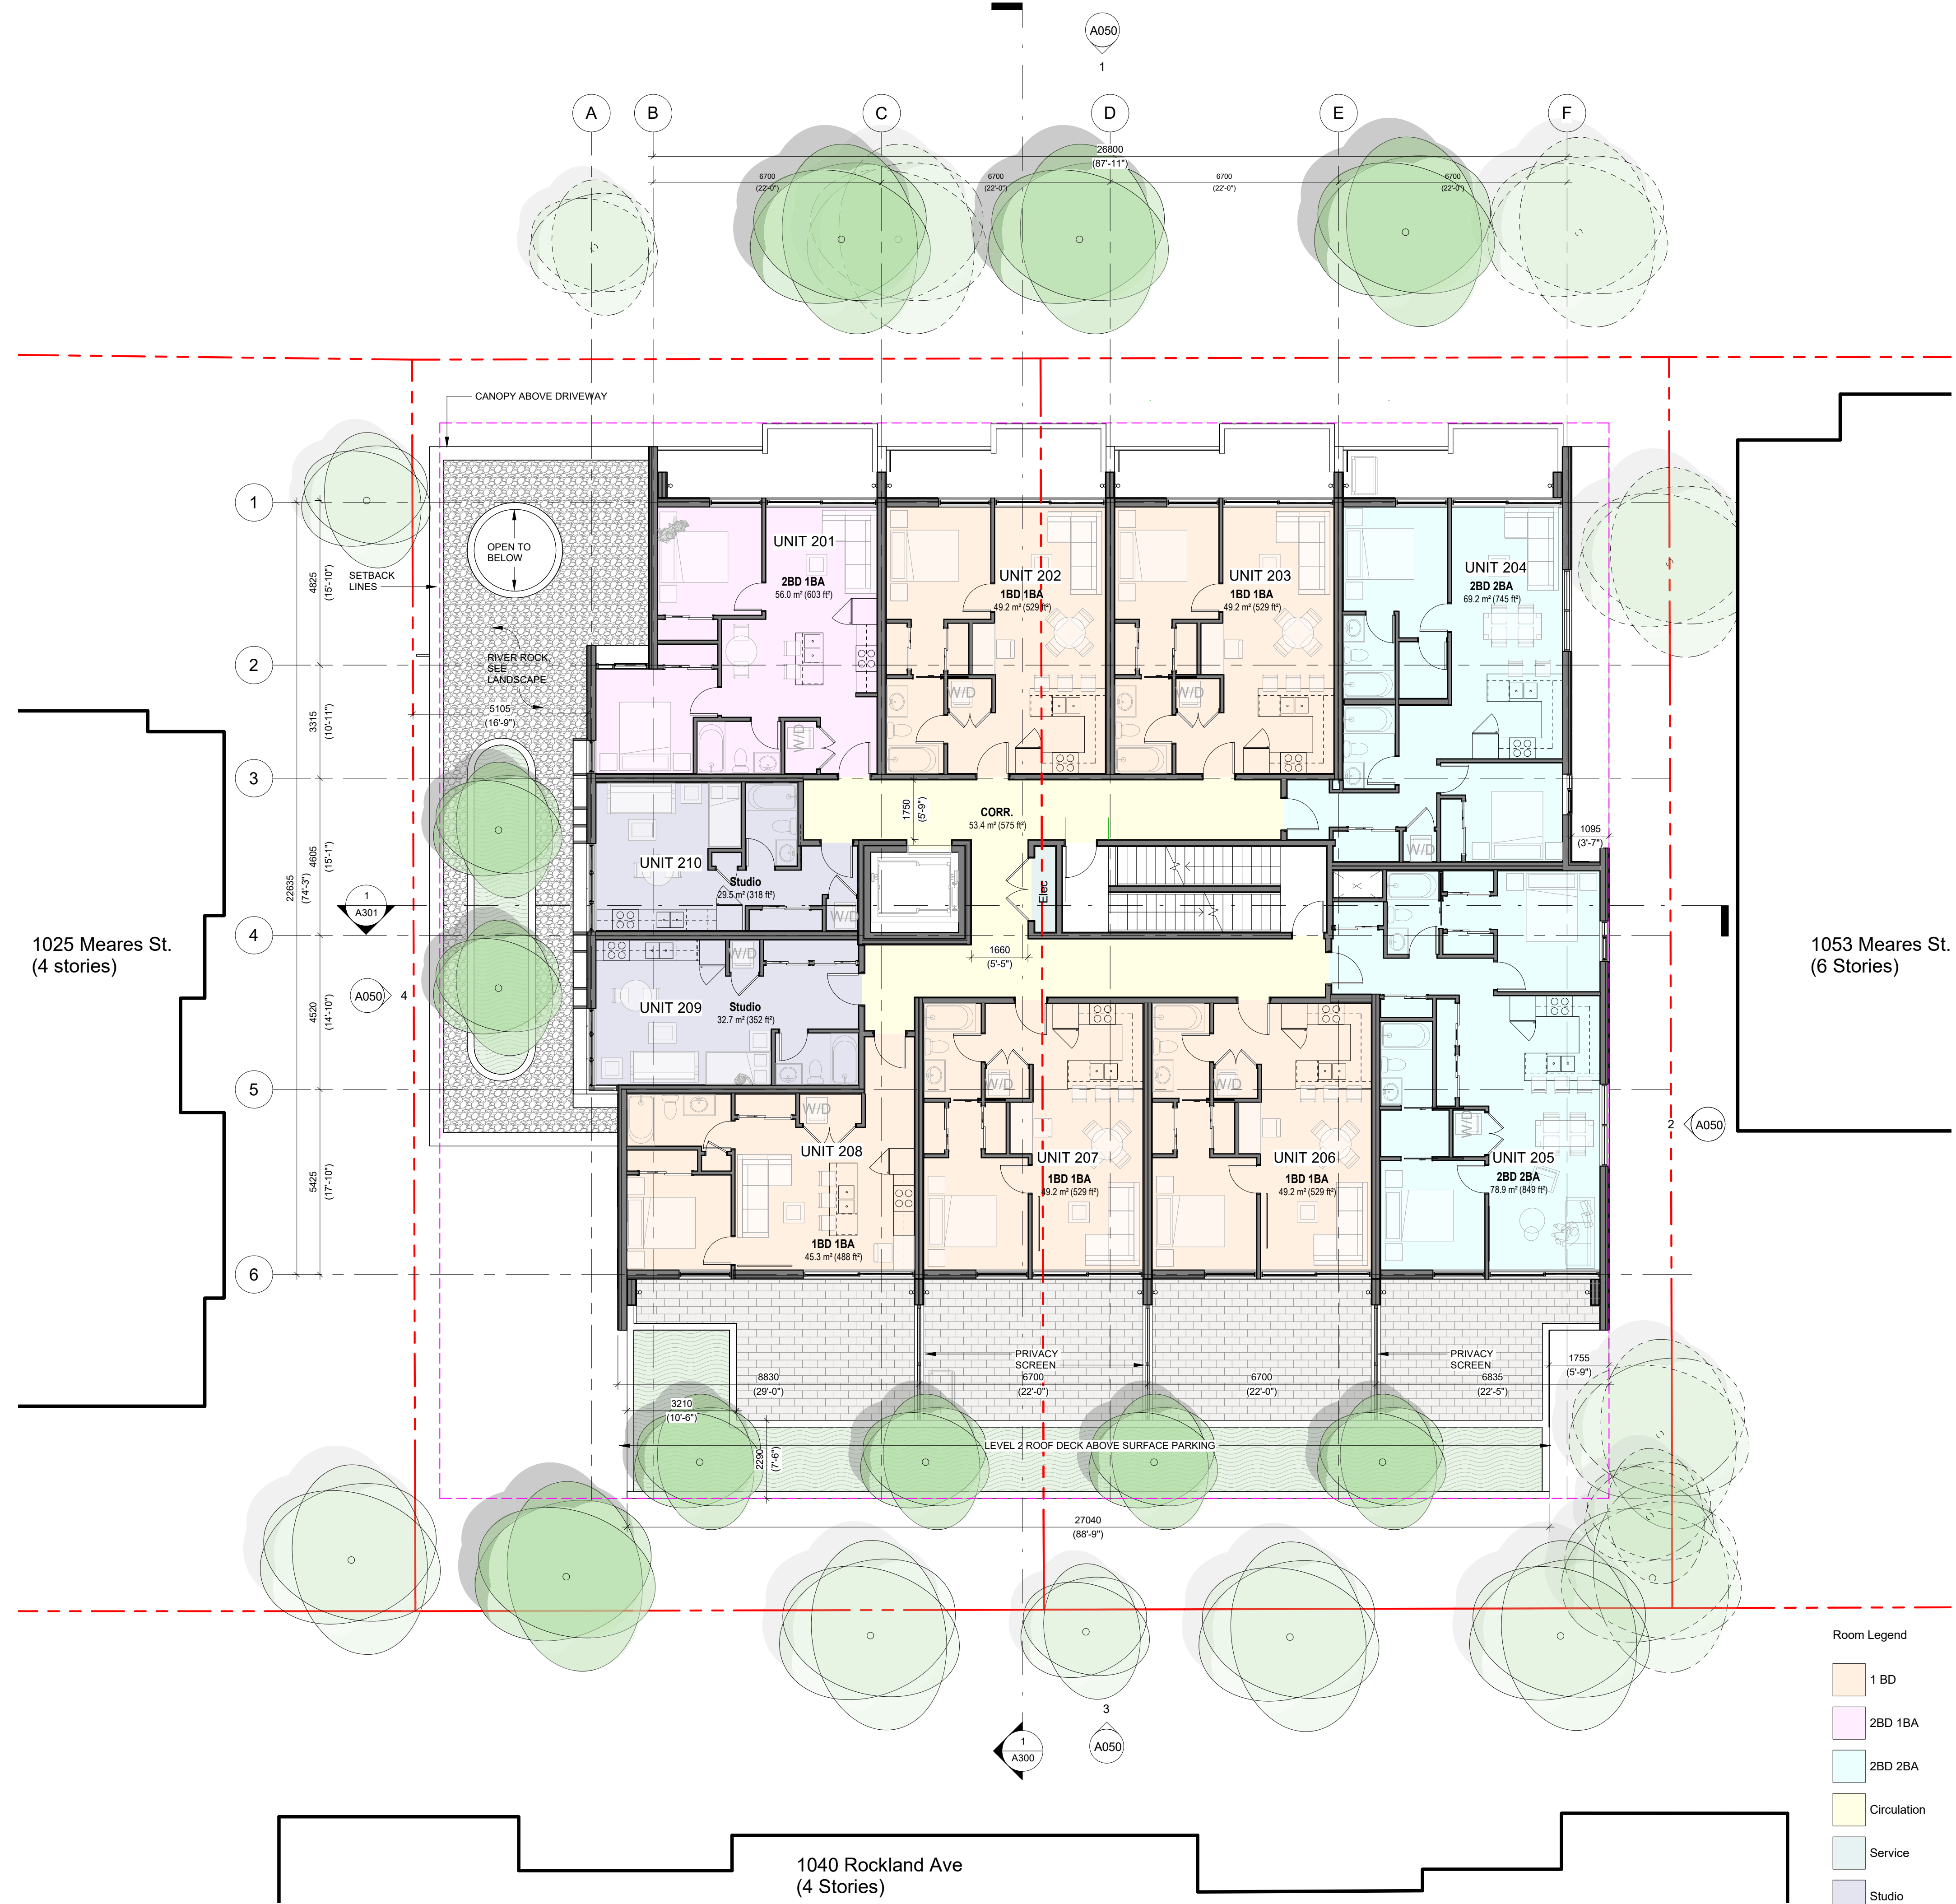 A050
1
A
B
C
D
E
F
26800
(87'-11")
6700
(22'-0")
6700
(22'-0")
6700
(22'-0")
6700
(22'-0")
CANOPY ABOVE DRIVEWAY
1
2
3
4
5
6
4825
(15'-10")
3315
(10'-11")
4605
(15'-1")
4520
(14'-10")
5425
(17'-10")
22635
(74'-3")
SETBACK
LINES
OPEN TO
BELOW
RIVER ROCK,
SEE
LANDSCAPE
5105
(16'-9")
UNIT 201
2BD 1BA
56.0 m² (603 ft²)
W/D
UNIT 202
1BD 1BA
49.2 m² (529 ft²)
W/D
UNIT 203
1BD 1BA
49.2 m² (529 ft²)
W/D
UNIT 204
2BD 2BA
69.2 m² (745 ft²)
W/D
1750
(5'-9")
CORR.
53.4 m² (575 ft²)
1095
(3'-7")
UNIT 210
Studio
29.5 m² (318 ft²)
W/D
Elec
1660
(5'-5")
UNIT 209
Studio
32.7 m² (352 ft²)
W/D
1
A301
A050
4
1025 Meares St.
(4 stories)
1053 Meares St.
(6 Stories)
2
A050
UNIT 208
1BD 1BA
45.3 m² (488 ft²)
W/D
UNIT 207
1BD 1BA
49.2 m² (529 ft²)
W/D
UNIT 206
1BD 1BA
49.2 m² (529 ft²)
W/D
UNIT 205
2BD 2BA
78.9 m² (849 ft²)
W/D
PRIVACY
SCREEN
PRIVACY
SCREEN
1755
(5'-9")
8830
(29'-0")
6700
(22'-0")
6700
(22'-0")
6835
(22'-5")
3210
(10'-6")
2290
(7'-6")
LEVEL 2 ROOF DECK ABOVE SURFACE PARKING
27040
(88'-9")
3
A050
1
A300
1040 Rockland Ave
(4 Stories)
Room Legend
1 BD
2BD 1BA
2BD 2BA
Circulation
Service
Studio